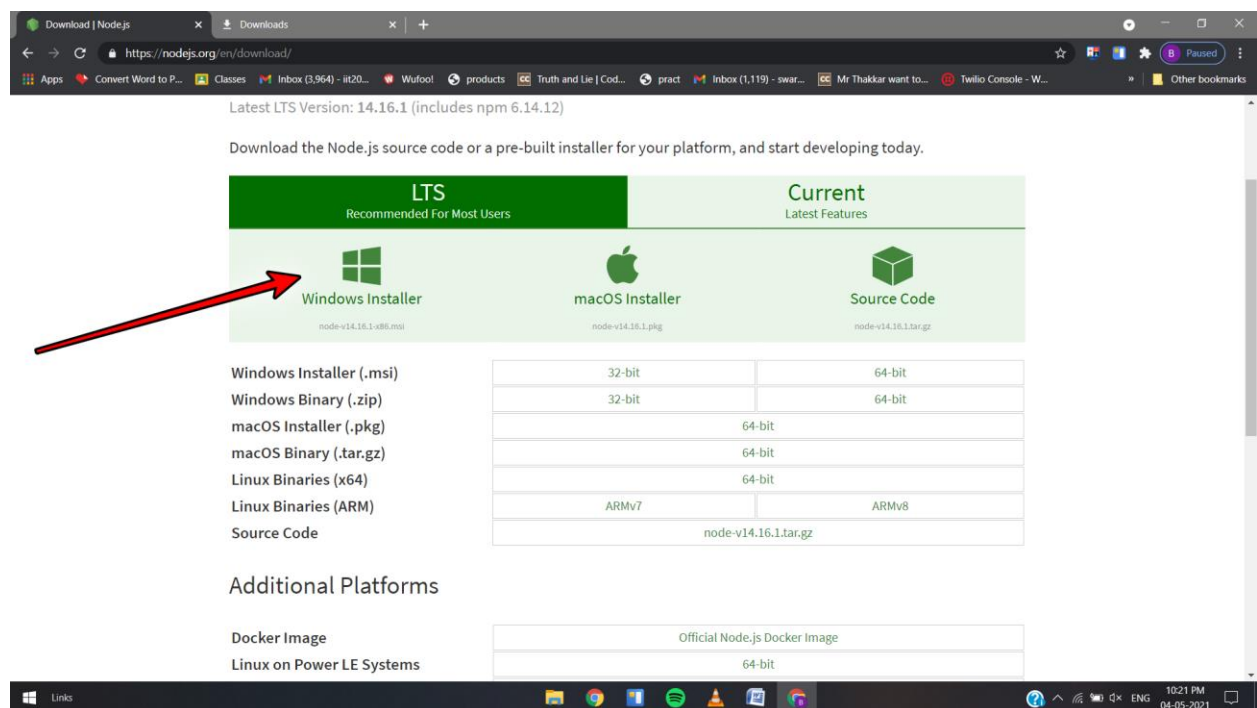 Download | Node.js
Downloads
https://nodejs.org/en/download/
B Paused
Apps Convert Word to P... Classes Inbox (3,964) - iit20... Wufoo! products CC Truth and Lie | Cod... pract Inbox (1,119) - swar... CC Mr Thakkar want to... Twilio Console - W... » Other bookmarks
Latest LTS Version: 14.16.1 (includes npm 6.14.12)
Download the Node.js source code or a pre-built installer for your platform, and start developing today.
LTS
Recommended For Most Users
Current
Latest Features
Windows Installer
node-v14.16.1-x86.msi
macOS Installer
node-v14.16.1.pkg
Source Code
node-v14.16.1.tar.gz
Windows Installer (.msi) 32-bit 64-bit
Windows Binary (.zip) 32-bit 64-bit
macOS Installer (.pkg) 64-bit
macOS Binary (.tar.gz) 64-bit
Linux Binaries (x64) 64-bit
Linux Binaries (ARM) ARMv7 ARMv8
Source Code node-v14.16.1.tar.gz
Additional Platforms
Docker Image Official Node.js Docker Image
Linux on Power LE Systems 64-bit
Links
ENG
10:21 PM
04-05-2021